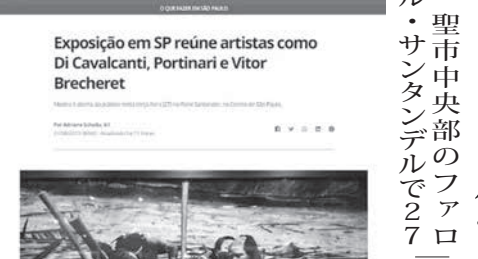 O QUE FAZER EM SÃO PAULO
Exposição em SP reúne artistas como
Di Cavalcanti, Portinari e Vitor
Brecheret
聖市中央部のファロ
ル・サンタンデルで27